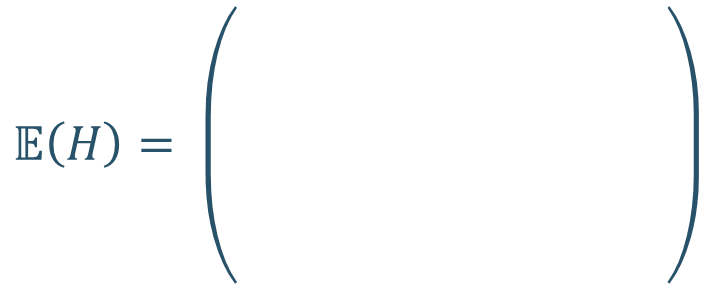 𝔼(H) = ( )